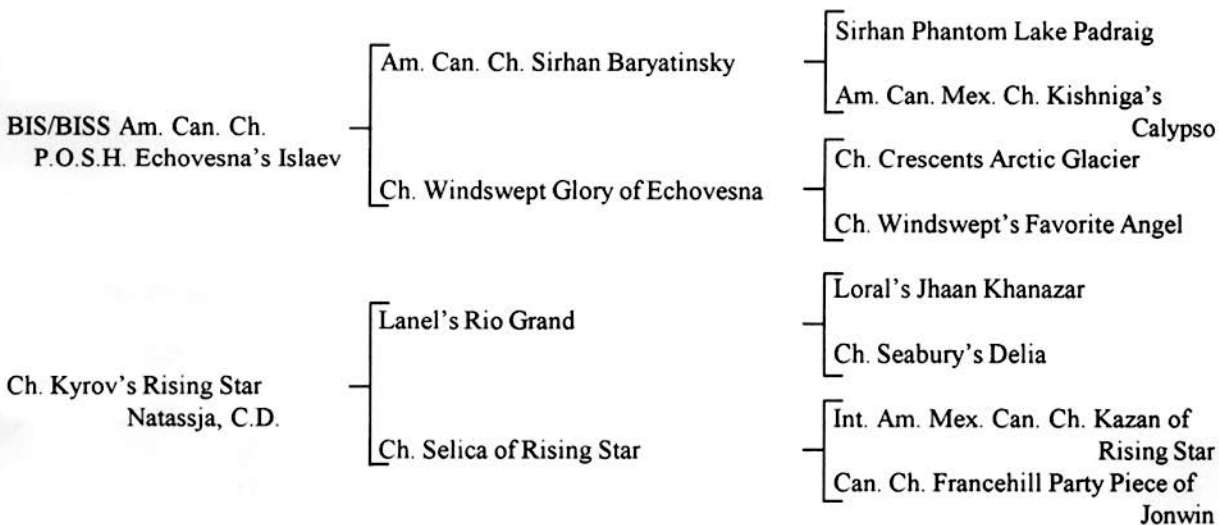 Sirhan Phantom Lake Padraig
Am. Can. Ch. Sirhan Baryatinsky
Am. Can. Mex. Ch. Kishniga's
Calypso
BIS/BISS Am. Can. Ch.
P.O.S.H. Echovesna's Islaev
Ch. Crescents Arctic Glacier
Ch. Windswept Glory of Echovesna
Ch. Windswept's Favorite Angel
Loral's Jhaan Khanazar
Lanel's Rio Grand
Ch. Seabury's Delia
Ch. Kyrov's Rising Star
Natassja, C.D.
Int. Am. Mex. Can. Ch. Kazan of
Rising Star
Ch. Selica of Rising Star
Can. Ch. Francehill Party Piece of
Jonwin